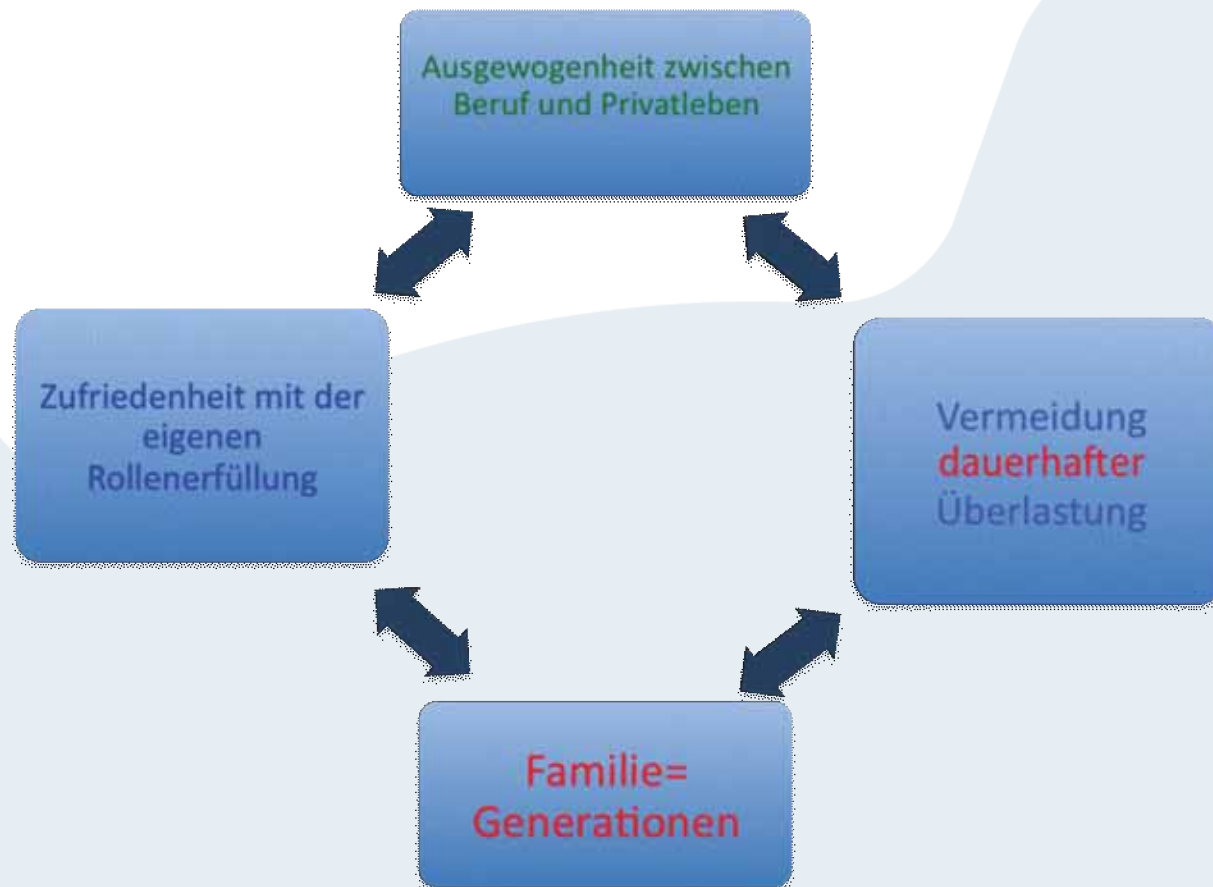 Ausgewogenheit zwischen
Beruf und Privatleben
Zufriedenheit mit der
eigenen
Rollenerfüllung
Vermeidung
dauerhafter
Überlastung
Familie=
Generationen